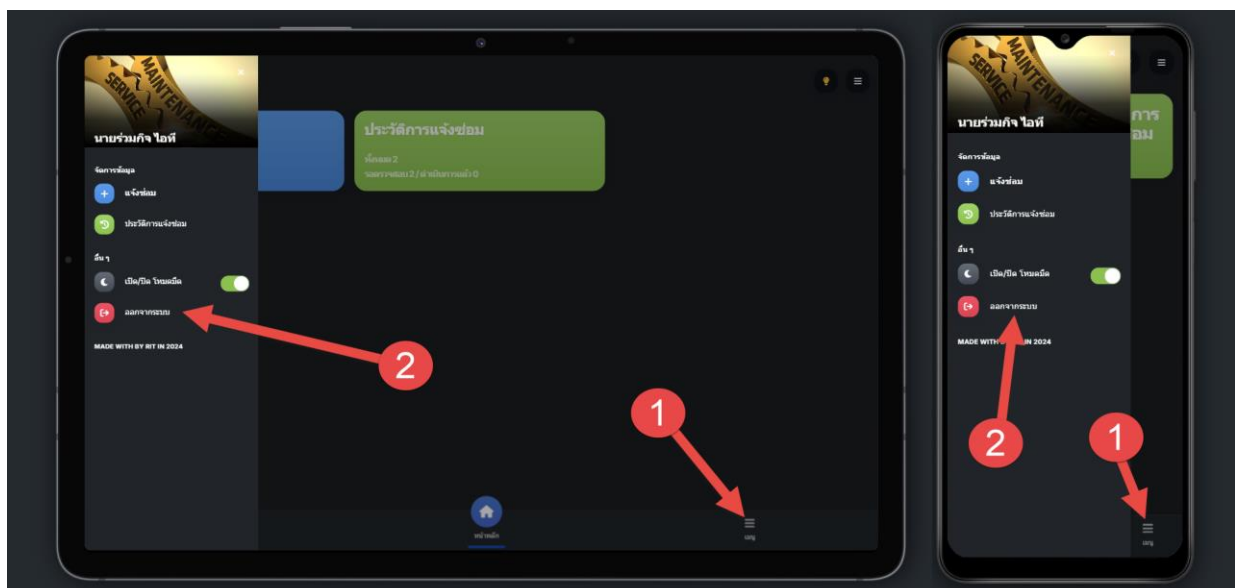 MAINTENANCE
SERVICE
นายร่วมกิจ ไอที
จัดการข้อมูล
แจ้งซ่อม
ประวัติการแจ้งซ่อม
อื่น ๆ
เปิด/ปิด โหมดมืด
ออกจากระบบ
MADE WITH BY RIT IN 2024
ประวัติการแจ้งซ่อม
ทั้งหมด 2
รอตรวจสอบ 2 / ดำเนินการแล้ว 0
2
1
หน้าหลัก
เมนู
MAINTENANCE
SERVICE
นายร่วมกิจ ไอที
จัดการข้อมูล
แจ้งซ่อม
ประวัติการแจ้งซ่อม
อื่น ๆ
เปิด/ปิด โหมดมืด
ออกจากระบบ
MADE WITH IN 2024
การ
อม
2
1
เมนู